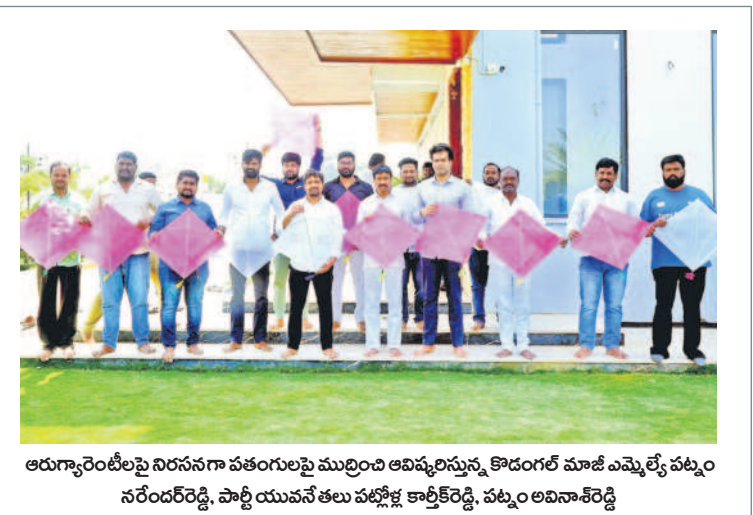 ఆరుగ్యారెంటీలపై నిరసనగా పతంగులపై ముద్రించి ఆవిష్కరిస్తున్న కొడంగల్ మాజీ ఎమ్మెల్యే పట్నం
నరేందర్‌రెడ్డి, పార్టీ యువనేతలు పట్లోళ్ల కార్తీక్‌రెడ్డి, పట్నం అవినాశ్‌రెడ్డి